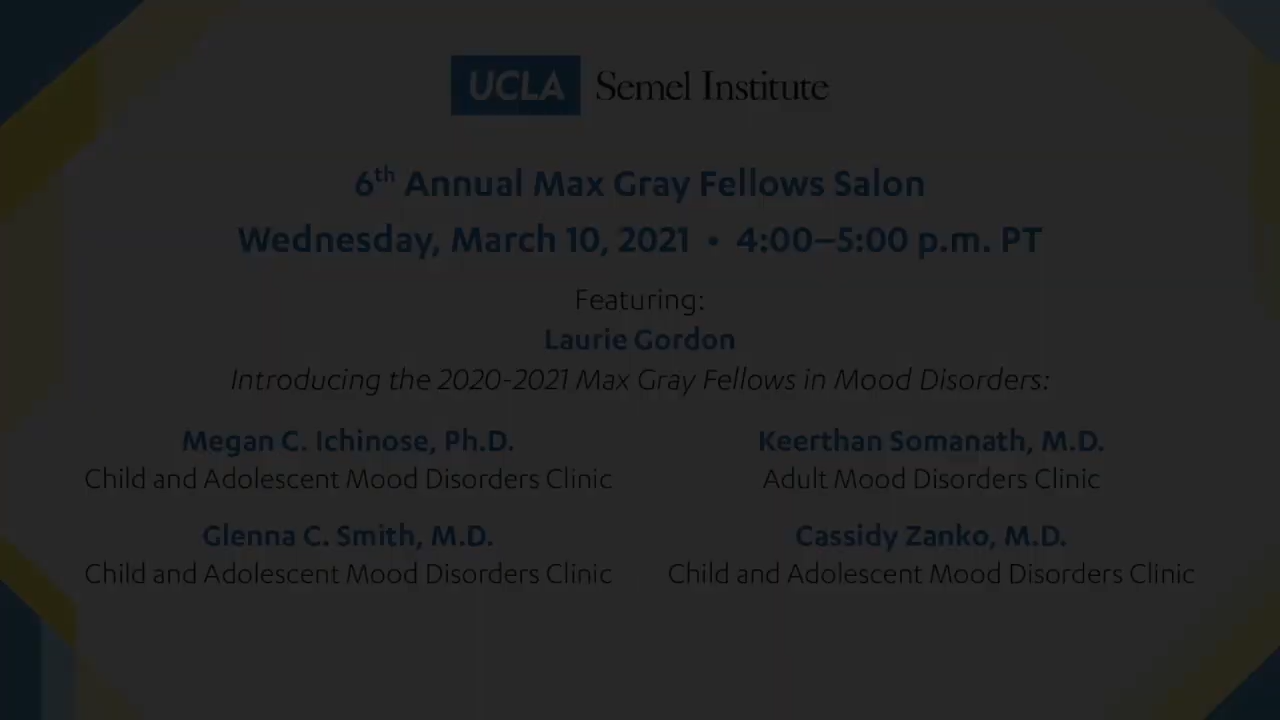 UCLA Semel Institute
6th Annual Max Gray Fellows Salon
Wednesday, March 10, 2021 • 4:00–5:00 p.m. PT
Featuring:
Laurie Gordon
Introducing the 2020-2021 Max Gray Fellows in Mood Disorders:
Megan C. Ichinose, Ph.D.
Child and Adolescent Mood Disorders Clinic
Keerthan Somanath, M.D.
Adult Mood Disorders Clinic
Glenna C. Smith, M.D.
Child and Adolescent Mood Disorders Clinic
Cassidy Zanko, M.D.
Child and Adolescent Mood Disorders Clinic